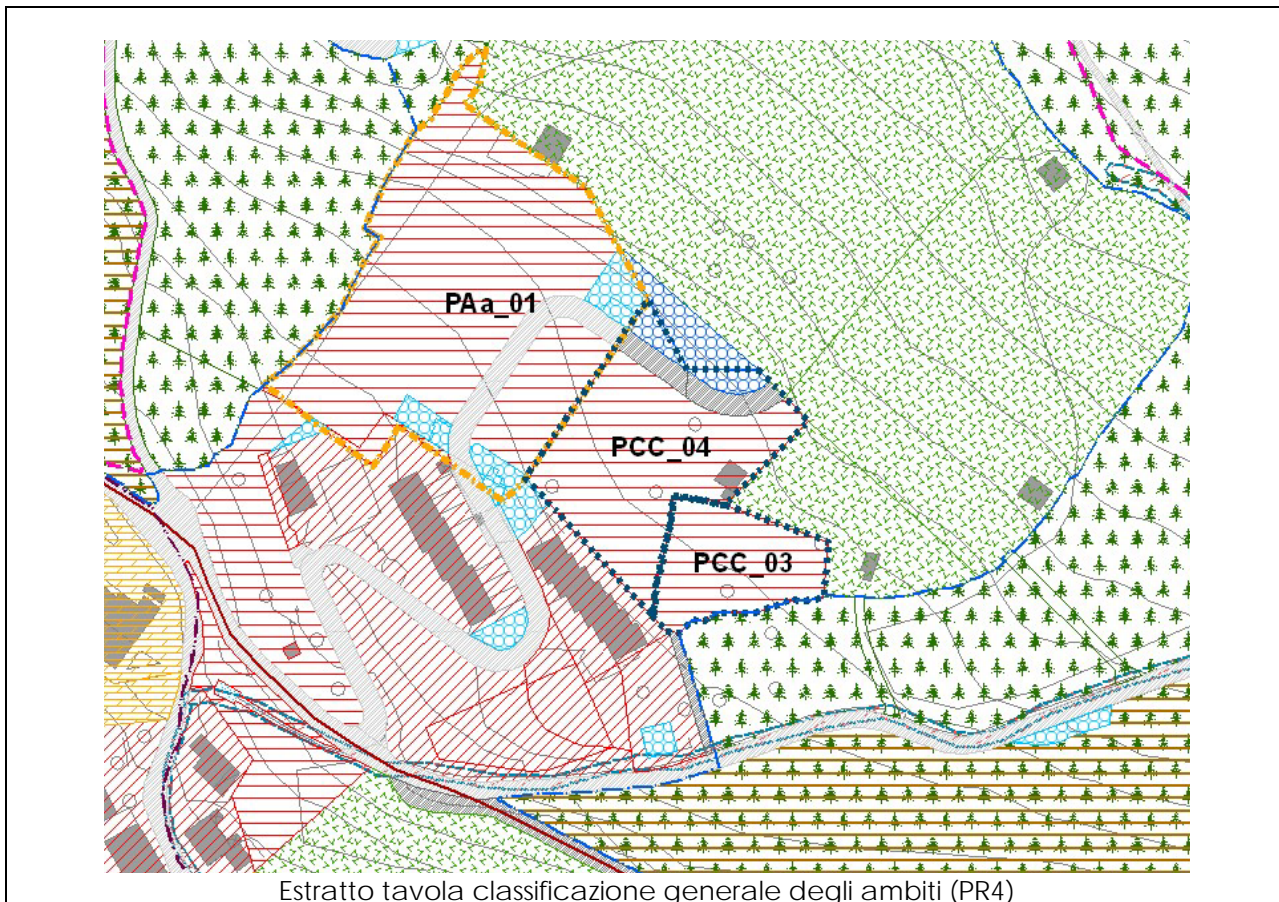 PAa_01
PCC_04
PCC_03
Estratto tavola classificazione generale degli ambiti (PR4)